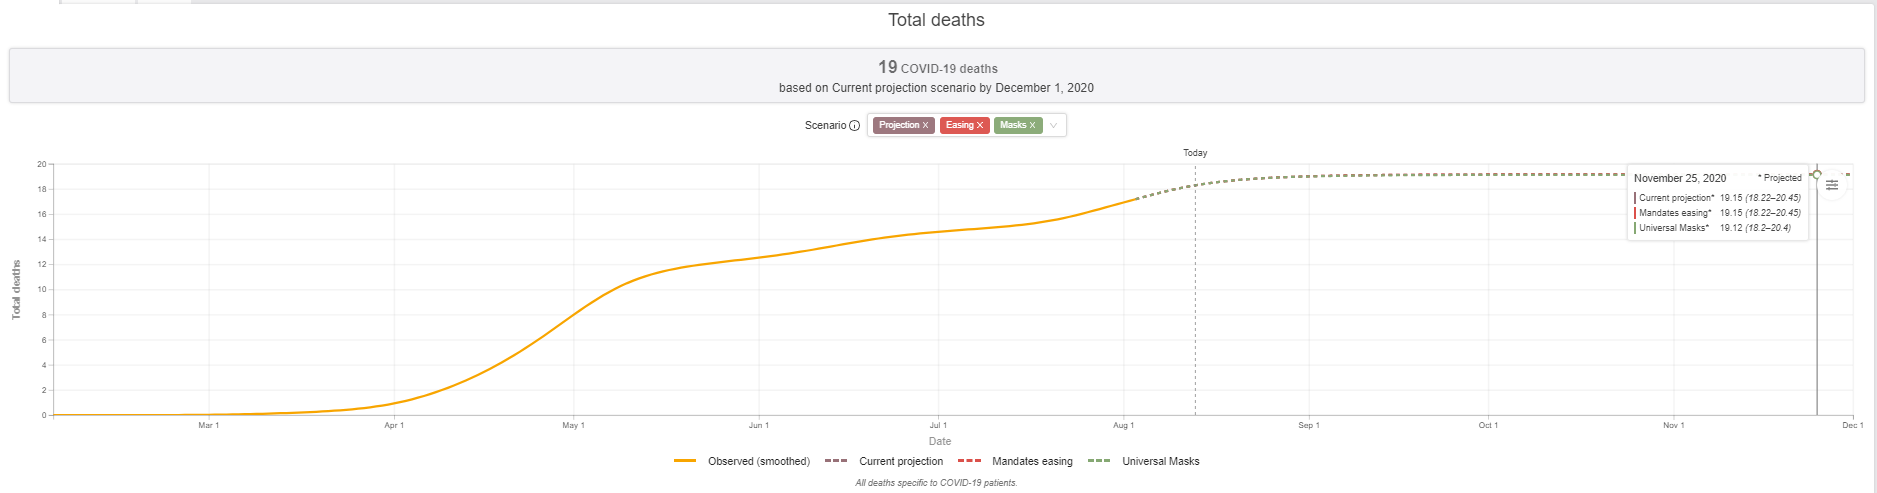 Total deaths
19 COVID-19 deaths
based on Current projection scenario by December 1, 2020
Scenario
Projection X
Easing X
Masks X
Today
Total deaths
20
18
16
14
12
10
8
6
4
2
0
November 25, 2020 * Projected
Current projection* 19.15 (18.22–20.45)
Mandates easing* 19.15 (18.22–20.45)
Universal Masks* 19.12 (18.2–20.4)
Mar 1 Apr 1 May 1 Jun 1 Jul 1 Aug 1 Sep 1 Oct 1 Nov 1 Dec 1
Date
Observed (smoothed) Current projection Mandates easing Universal Masks
All deaths specific to COVID-19 patients.